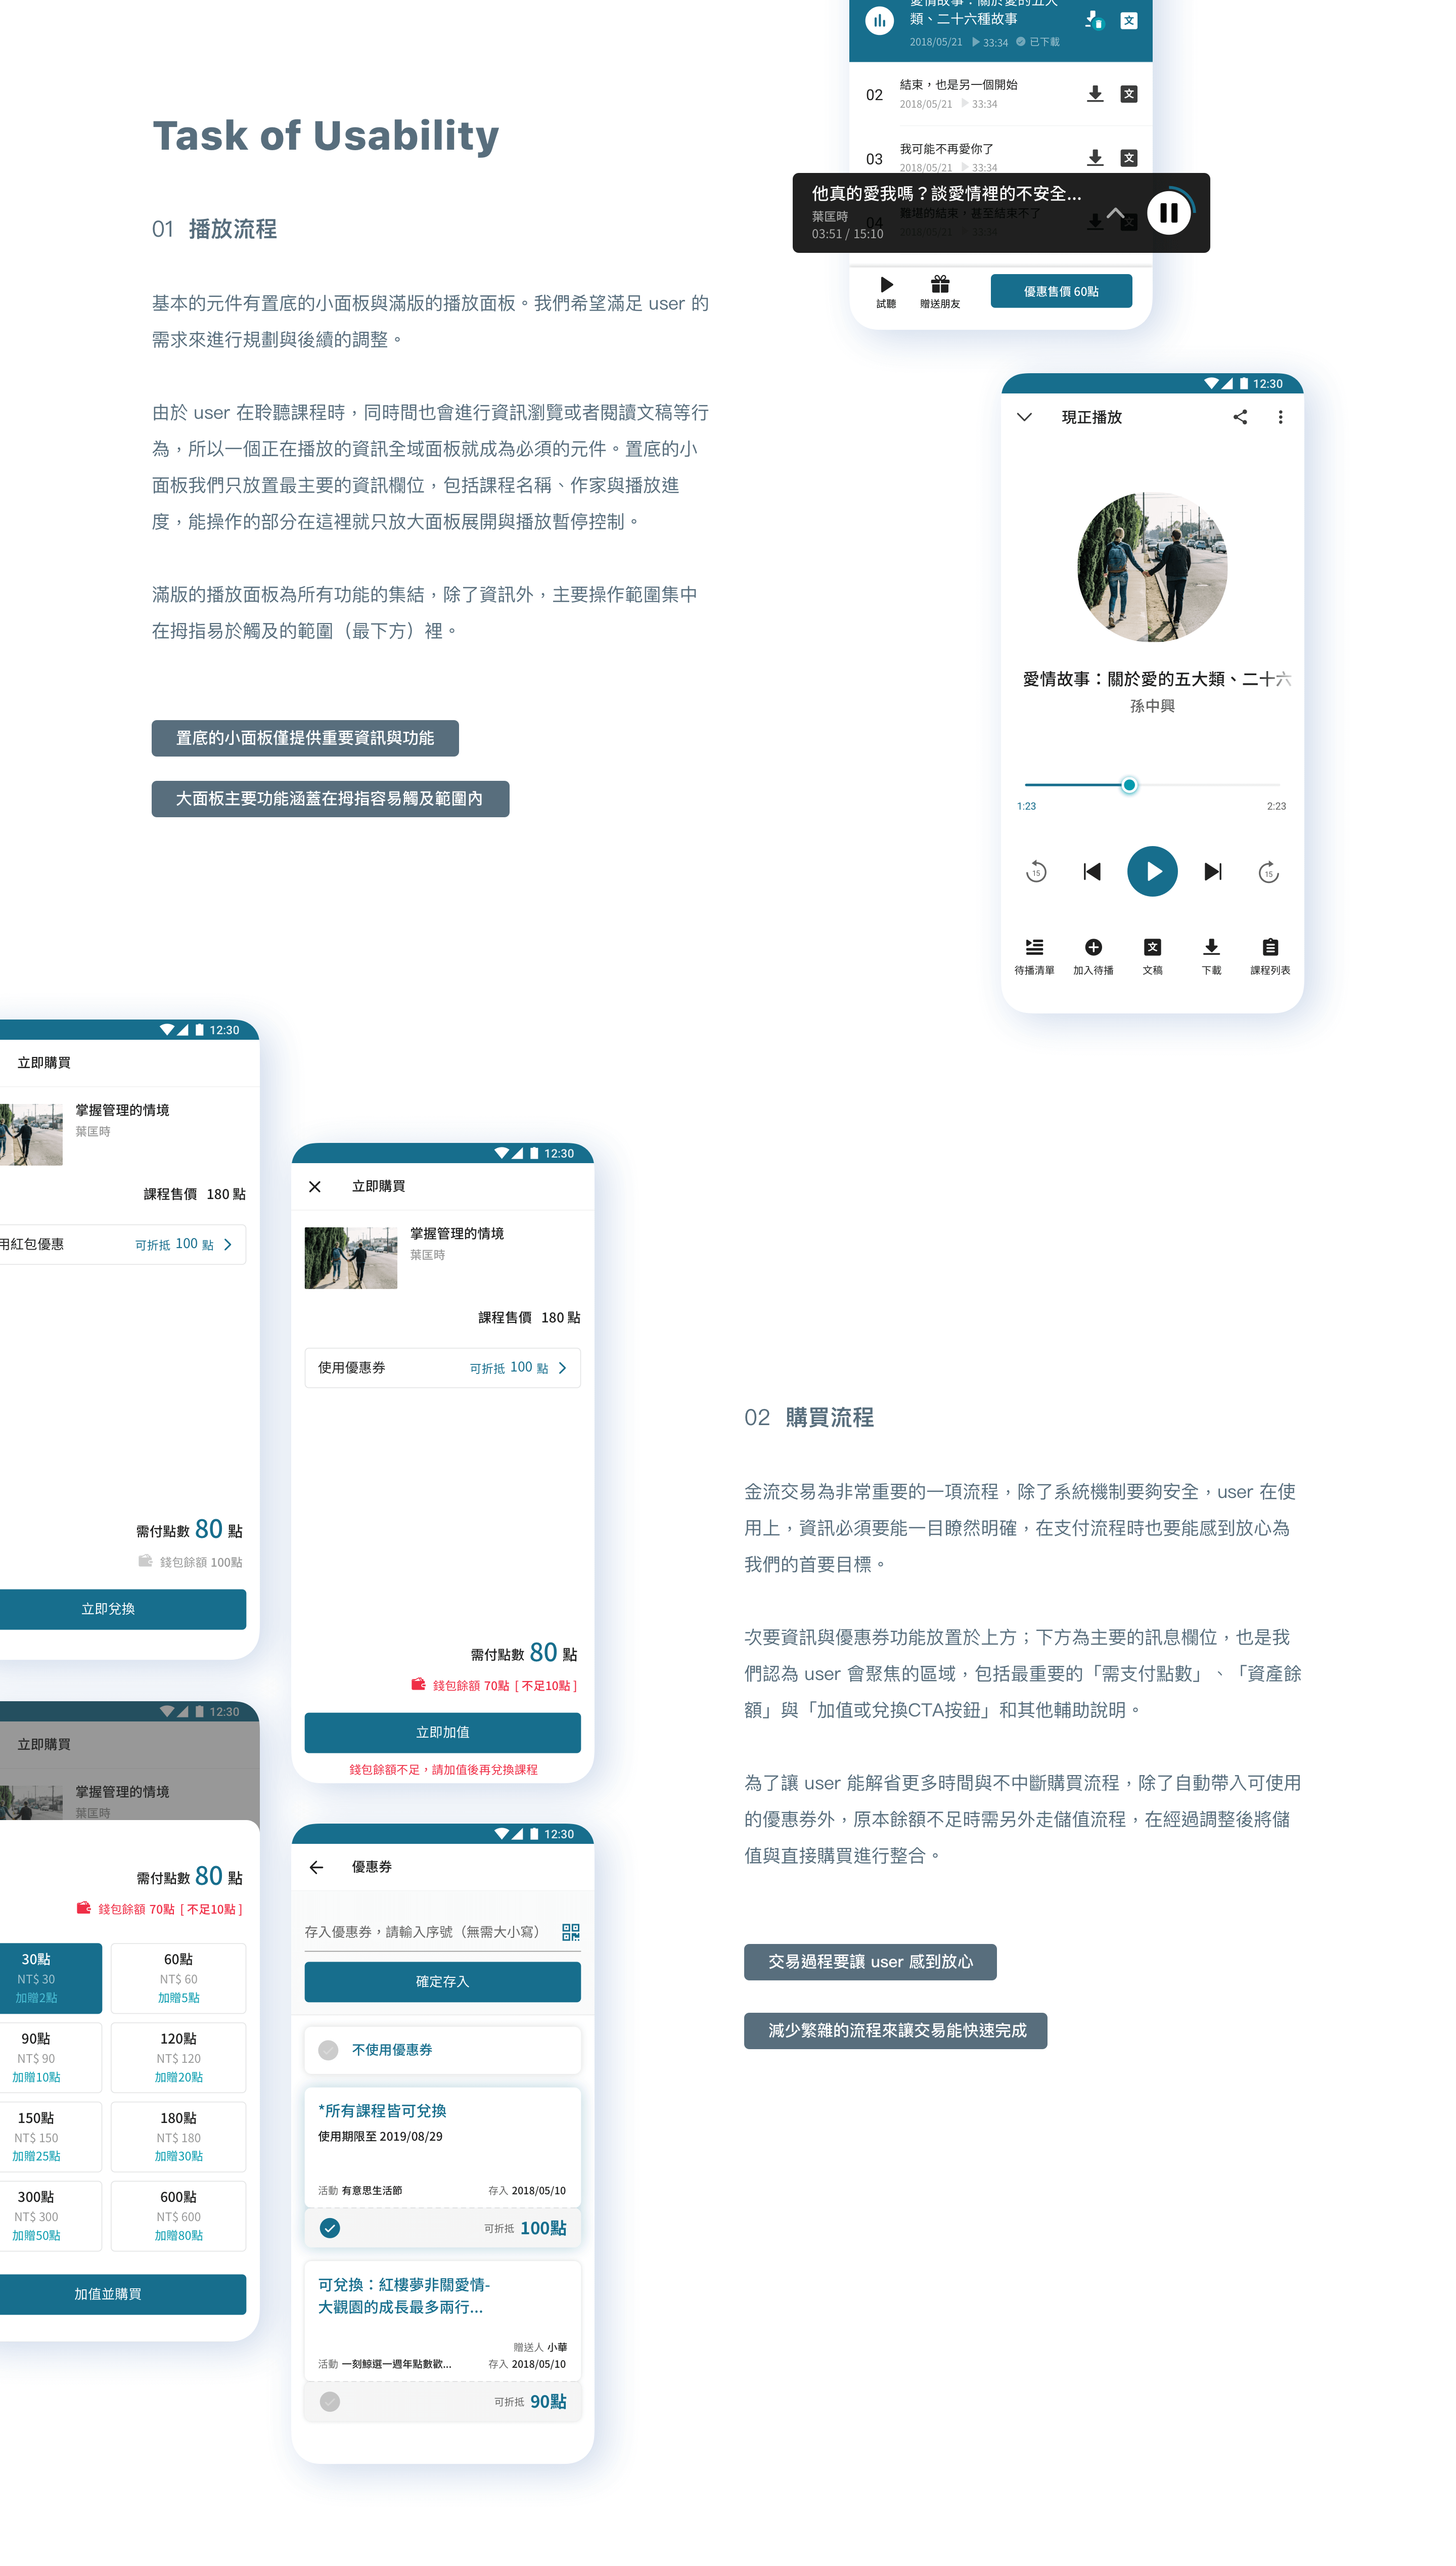 愛情故事：關於愛的五大
類、二十六種故事
2018/05/21 33:34 已下載
02 結束，也是另一個開始
2018/05/21 33:34
03 我可能不再愛你了
2018/05/21 33:34
他真的愛我嗎？談愛情裡的不安全...
葉匡時
03:51 / 15:10
04 難堪的結束，甚至結束不了
2018/05/21 33:34
試聽 贈送朋友 優惠售價 60點
Task of Usability
01 播放流程
基本的元件有置底的小面板與滿版的播放面板。我們希望滿足 user 的
需求來進行規劃與後續的調整。
由於 user 在聆聽課程時，同時間也會進行資訊瀏覽或者閱讀文稿等行
為，所以一個正在播放的資訊全域面板就成為必須的元件。置底的小
面板我們只放置最主要的資訊欄位，包括課程名稱、作家與播放進
度，能操作的部分在這裡就只放大面板展開與播放暫停控制。
滿版的播放面板為所有功能的集結，除了資訊外，主要操作範圍集中
在拇指易於觸及的範圍（最下方）裡。
置底的小面板僅提供重要資訊與功能
大面板主要功能涵蓋在拇指容易觸及範圍內
12:30
現正播放
愛情故事：關於愛的五大類、二十六
孫中興
1:23 2:23
15 15
待播清單 加入待播 文 文稿 下載 課程列表
12:30
立即購買
掌握管理的情境
葉匡時
課程售價 180 點
用紅包優惠 可折抵 100 點
需付點數 80 點
錢包餘額 100點
立即兌換
12:30
立即購買
掌握管理的情境
葉匡時
課程售價 180 點
使用優惠券 可折抵 100 點
需付點數 80 點
錢包餘額 70點 [ 不足10點 ]
立即加值
錢包餘額不足，請加值後再兌換課程
02 購買流程
金流交易為非常重要的一項流程，除了系統機制要夠安全，user 在使
用上，資訊必須要能一目瞭然明確，在支付流程時也要能感到放心為
我們的首要目標。
次要資訊與優惠券功能放置於上方；下方為主要的訊息欄位，也是我
們認為 user 會聚焦的區域，包括最重要的「需支付點數」、「資產餘
額」與「加值或兌換CTA按鈕」和其他輔助說明。
為了讓 user 能解省更多時間與不中斷購買流程，除了自動帶入可使用
的優惠券外，原本餘額不足時需另外走儲值流程，在經過調整後將儲
值與直接購買進行整合。
交易過程要讓 user 感到放心
減少繁雜的流程來讓交易能快速完成
12:30
立即購買
掌握管理的情境
葉匡時
需付點數 80 點
錢包餘額 70點 [ 不足10點 ]
30點 60點
NT$ 30 NT$ 60
加贈2點 加贈5點
90點 120點
NT$ 90 NT$ 120
加贈10點 加贈20點
150點 180點
NT$ 150 NT$ 180
加贈25點 加贈30點
300點 600點
NT$ 300 NT$ 600
加贈50點 加贈80點
加值並購買
12:30
優惠券
存入優惠券，請輸入序號（無需大小寫）
確定存入
不使用優惠券
*所有課程皆可兌換
使用期限至 2019/08/29
活動 有意思生活節 存入 2018/05/10
可折抵 100點
可兌換：紅樓夢非關愛情-
大觀園的成長最多兩行...
贈送人 小華
活動 一刻鯨選一週年點數歡... 存入 2018/05/10
可折抵 90點